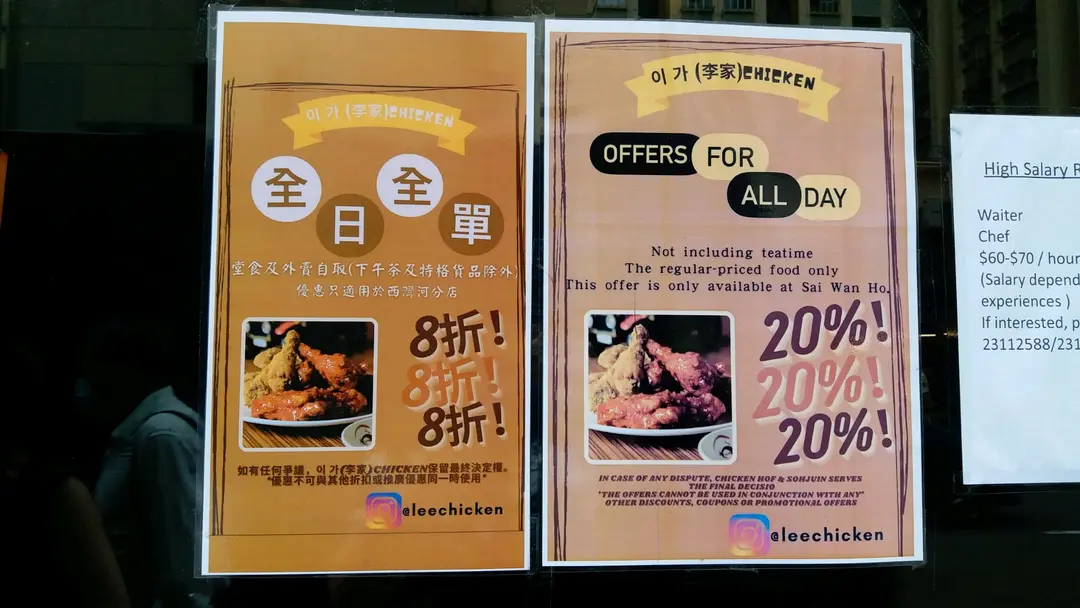 이 가 (李家)CHICKEN
全日全單
堂食及外賣自取(下午茶及特格貨品除外)
優惠只適用於西灣河分店
8折!
8折!
8折!
如有任何爭議，이 가(李家)CHICKEN保留最終決定權。
"優惠不可與其他折扣或推廣優惠同一時使用"
@leechicken
이 가 (李家)CHICKEN
OFFERS FOR
ALL DAY
Not including teatime
The regular-priced food only
This offer is only available at Sai Wan Ho.
20%!
20%!
20%!
IN CASE OF ANY DISPUTE, CHICKEN HOF & SOHJUIN SERVES
THE FINAL DECISIO
"THE OFFERS CANNOT BE USED IN CONJUNCTION WITH ANY"
OTHER DISCOUNTS, COUPONS OR PROMOTIONAL OFFERS
@leechicken
High Salary R
Waiter
Chef
$60-$70 / hour
(Salary depend
experiences )
If interested, p
23112588/231